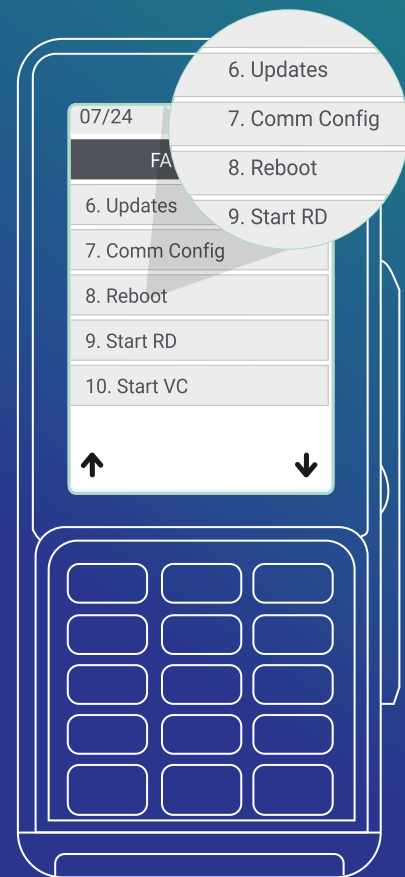 07/24
FA
6. Updates
7. Comm Config
8. Reboot
9. Start RD
10. Start VC
6. Updates
7. Comm Config
8. Reboot
9. Start RD